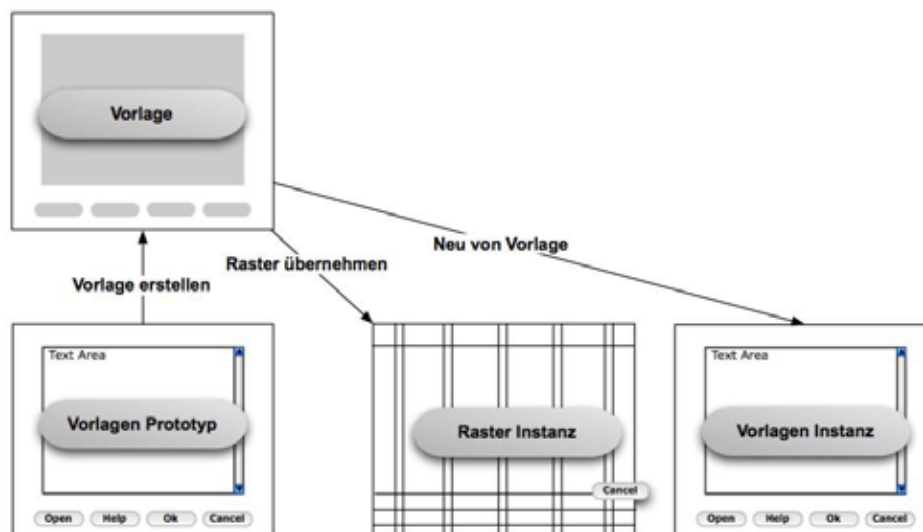 Vorlage
Neu von Vorlage
Raster übernehmen
Vorlage erstellen
Text Area
Vorlagen Prototyp
Open Help Ok Cancel
Raster Instanz
Cancel
Text Area
Vorlagen Instanz
Open Help Ok Cancel